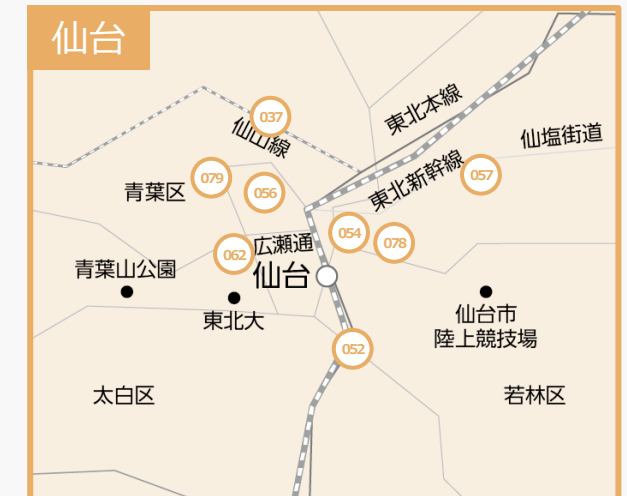 仙台
037
東北本線
仙山線
仙塩街道
079
056
057
青葉区
東北新幹線
054
078
062
広瀬通
青葉山公園
仙台
東北大
仙台市
陸上競技場
052
太白区
若林区